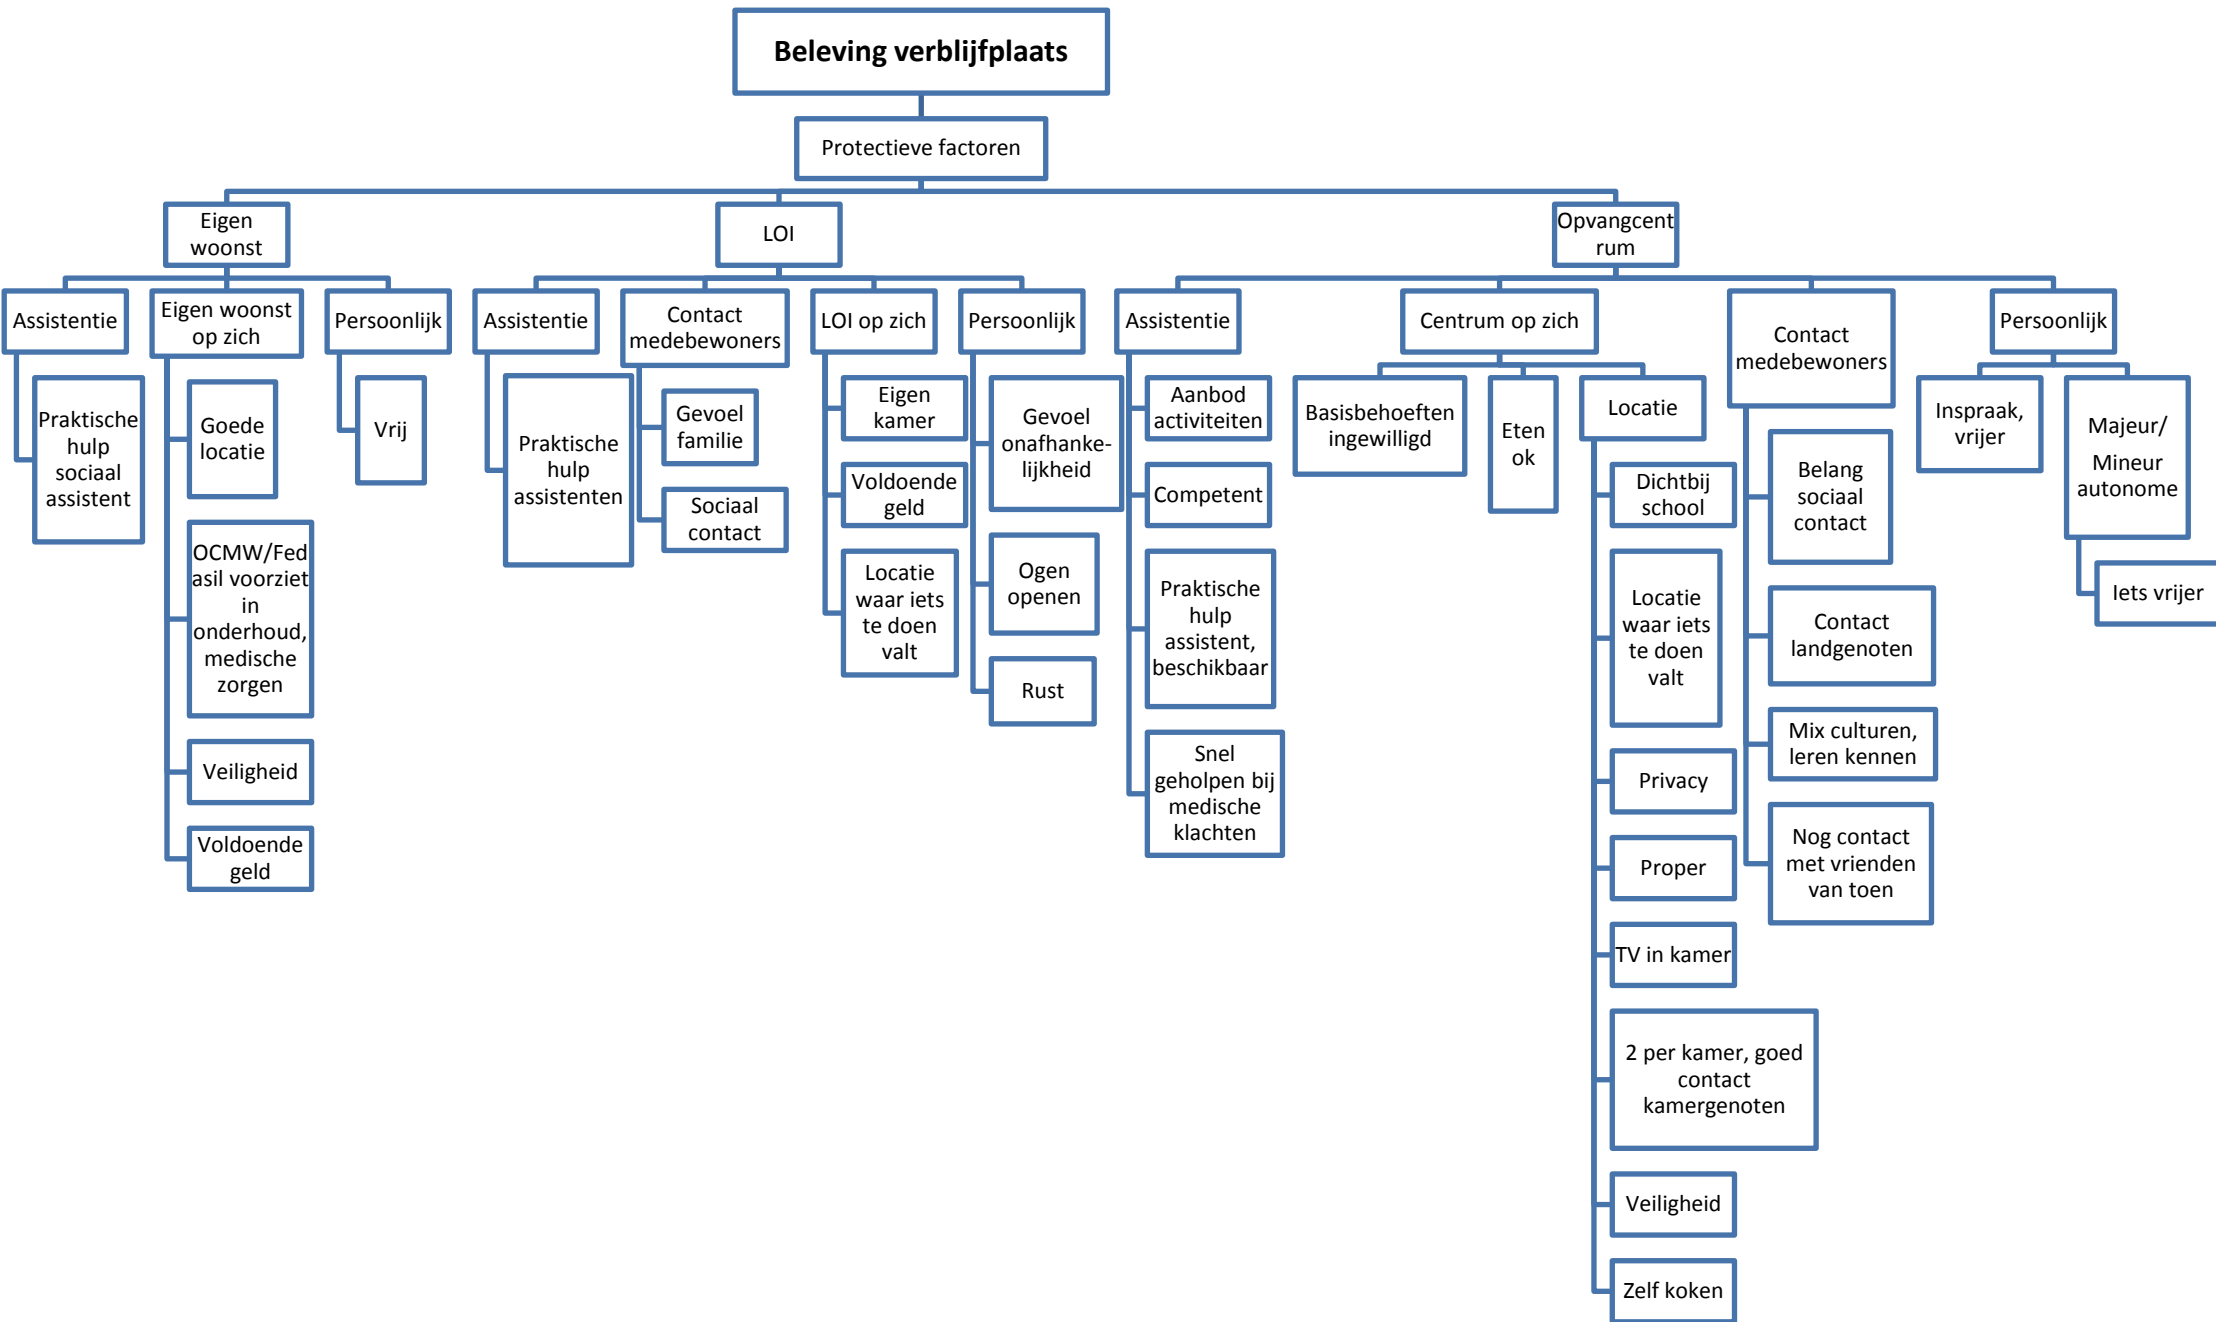 Beleving verblijfplaats
Protectieve factoren
Eigen
woonst
LOI
Opvangcent
rum
Assistentie
Eigen woonst
op zich
Persoonlijk
Assistentie
Contact
medebewoners
LOI op zich
Persoonlijk
Assistentie
Centrum op zich
Contact
medebewoners
Persoonlijk
Praktische
hulp
sociaal
assistent
Goede
locatie
OCMW/Fed
asil voorziet
in
onderhoud,
medische
zorgen
Veiligheid
Voldoende
geld
Vrij
Praktische
hulp
assistenten
Gevoel
familie
Sociaal
contact
Eigen
kamer
Voldoende
geld
Locatie
waar iets
te doen
valt
Gevoel
onafhanke-
lijkheid
Ogen
openen
Rust
Aanbod
activiteiten
Competent
Praktische
hulp
assistent,
beschikbaar
Snel
geholpen bij
medische
klachten
Basisbehoeften
ingewilligd
Eten
ok
Locatie
Dichtbij
school
Locatie
waar iets
te doen
valt
Privacy
Proper
TV in kamer
2 per kamer, goed
contact
kamergenoten
Veiligheid
Zelf koken
Belang
sociaal
contact
Contact
landgenoten
Mix culturen,
leren kennen
Nog contact
met vrienden
van toen
Inspraak,
vrijer
Majeur/
Mineur
autonome
Iets vrijer